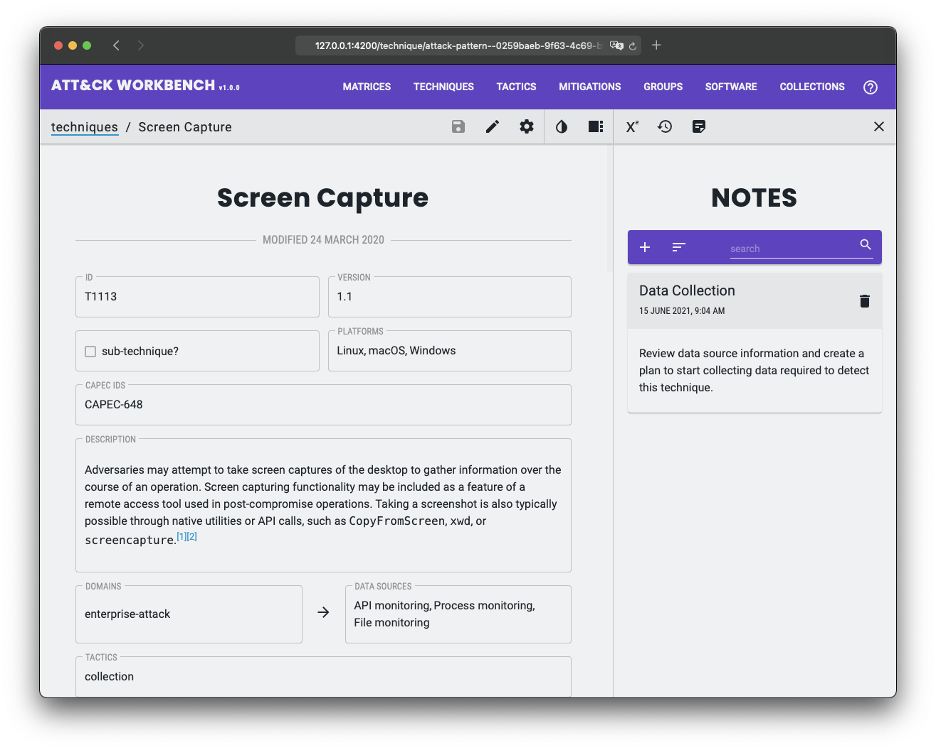 127.0.0.1:4200/technique/attack-pattern--0259baeb-9f63-4c69-b
ATT&CK WORKBENCH v1.0.0
MATRICES TECHNIQUES TACTICS MITIGATIONS GROUPS SOFTWARE COLLECTIONS
techniques / Screen Capture
Screen Capture
MODIFIED 24 MARCH 2020
ID
T1113
VERSION
1.1
sub-technique?
PLATFORMS
Linux, macOS, Windows
CAPEC IDS
CAPEC-648
DESCRIPTION
Adversaries may attempt to take screen captures of the desktop to gather information over the
course of an operation. Screen capturing functionality may be included as a feature of a
remote access tool used in post-compromise operations. Taking a screenshot is also typically
possible through native utilities or API calls, such as CopyFromScreen, xwd, or
screencapture.[1][2]
DOMAINS
enterprise-attack
DATA SOURCES
API monitoring, Process monitoring,
File monitoring
TACTICS
collection
NOTES
search
Data Collection
15 JUNE 2021, 9:04 AM
Review data source information and create a
plan to start collecting data required to detect
this technique.